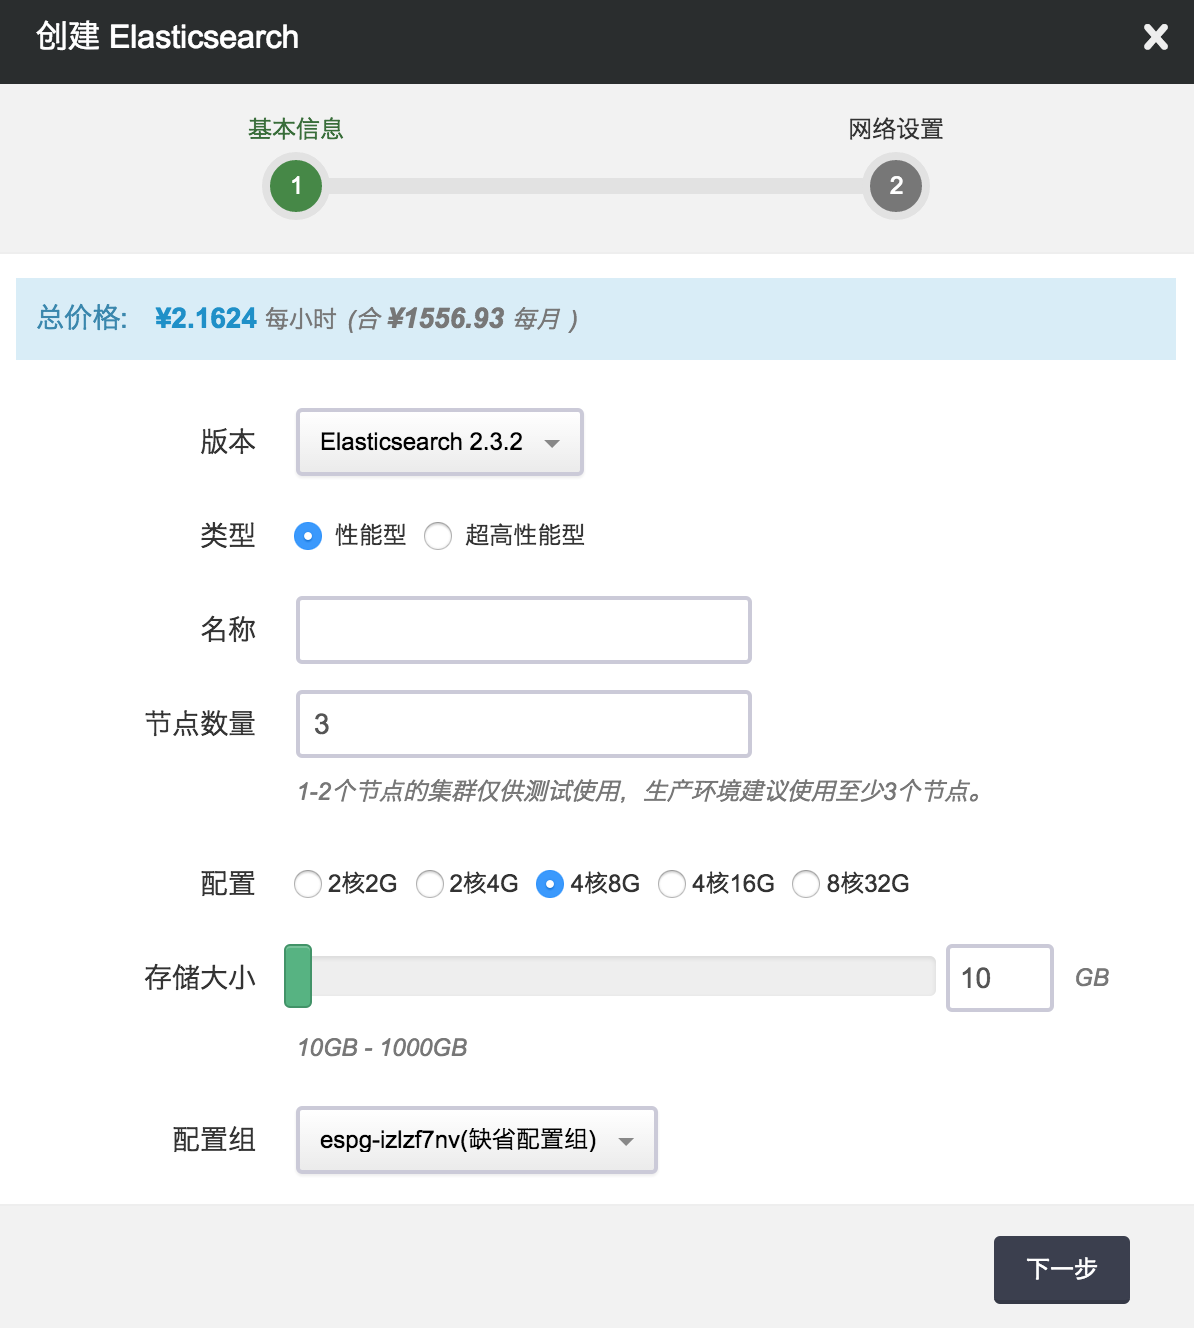 创建 Elasticsearch
基本信息 网络设置
1 2
总价格: ¥2.1624 每小时 (合 ¥1556.93 每月 )
版本 Elasticsearch 2.3.2
类型 性能型 超高性能型
名称
节点数量 3
1-2个节点的集群仅供测试使用，生产环境建议使用至少3个节点。
配置 2核2G 2核4G 4核8G 4核16G 8核32G
存储大小 10 GB
10GB - 1000GB
配置组 espg-izlzf7nv(缺省配置组)
下一步